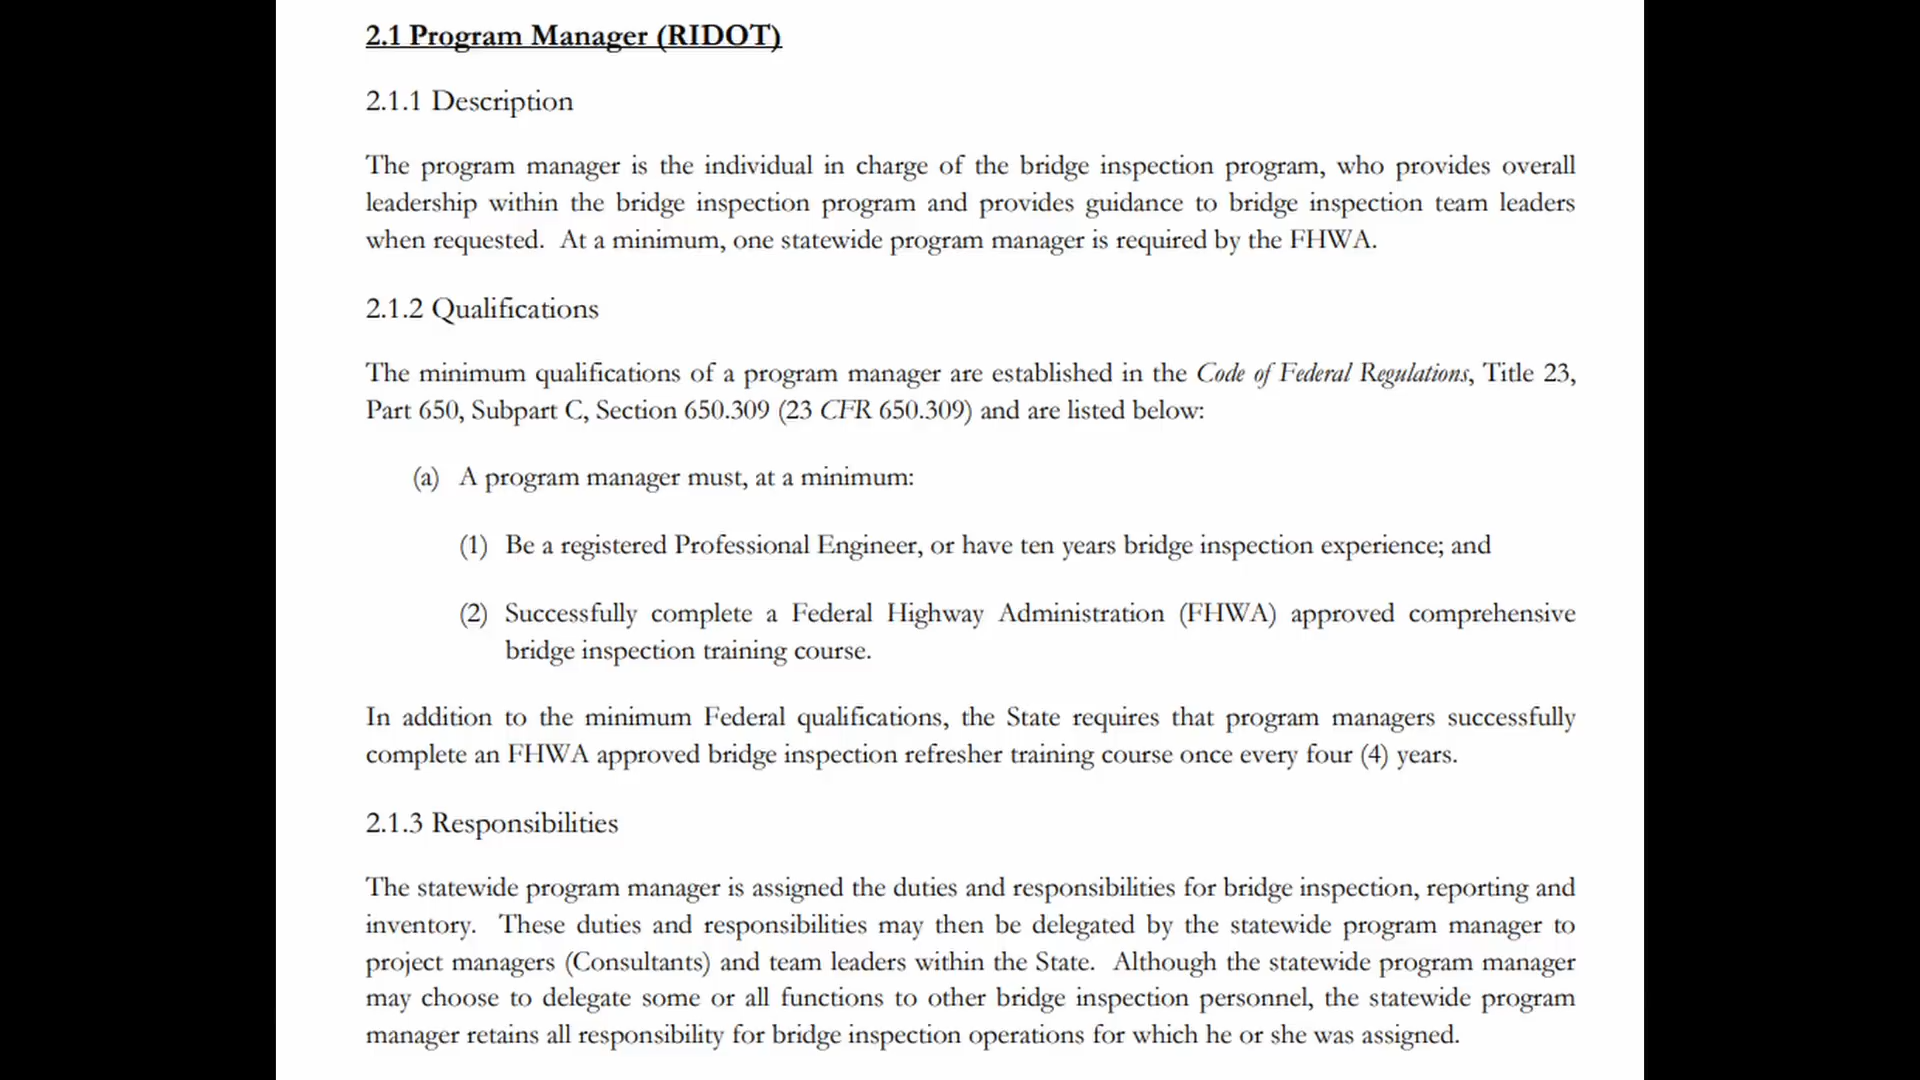 2.1 Program Manager (RIDOT)
2.1.1 Description
The program manager is the individual in charge of the bridge inspection program, who provides overall
leadership within the bridge inspection program and provides guidance to bridge inspection team leaders
when requested. At a minimum, one statewide program manager is required by the FHWA.
2.1.2 Qualifications
The minimum qualifications of a program manager are established in the Code of Federal Regulations, Title 23,
Part 650, Subpart C, Section 650.309 (23 CFR 650.309) and are listed below:
(a) A program manager must, at a minimum:
(1) Be a registered Professional Engineer, or have ten years bridge inspection experience; and
(2) Successfully complete a Federal Highway Administration (FHWA) approved comprehensive
bridge inspection training course.
In addition to the minimum Federal qualifications, the State requires that program managers successfully
complete an FHWA approved bridge inspection refresher training course once every four (4) years.
2.1.3 Responsibilities
The statewide program manager is assigned the duties and responsibilities for bridge inspection, reporting and
inventory. These duties and responsibilities may then be delegated by the statewide program manager to
project managers (Consultants) and team leaders within the State. Although the statewide program manager
may choose to delegate some or all functions to other bridge inspection personnel, the statewide program
manager retains all responsibility for bridge inspection operations for which he or she was assigned.